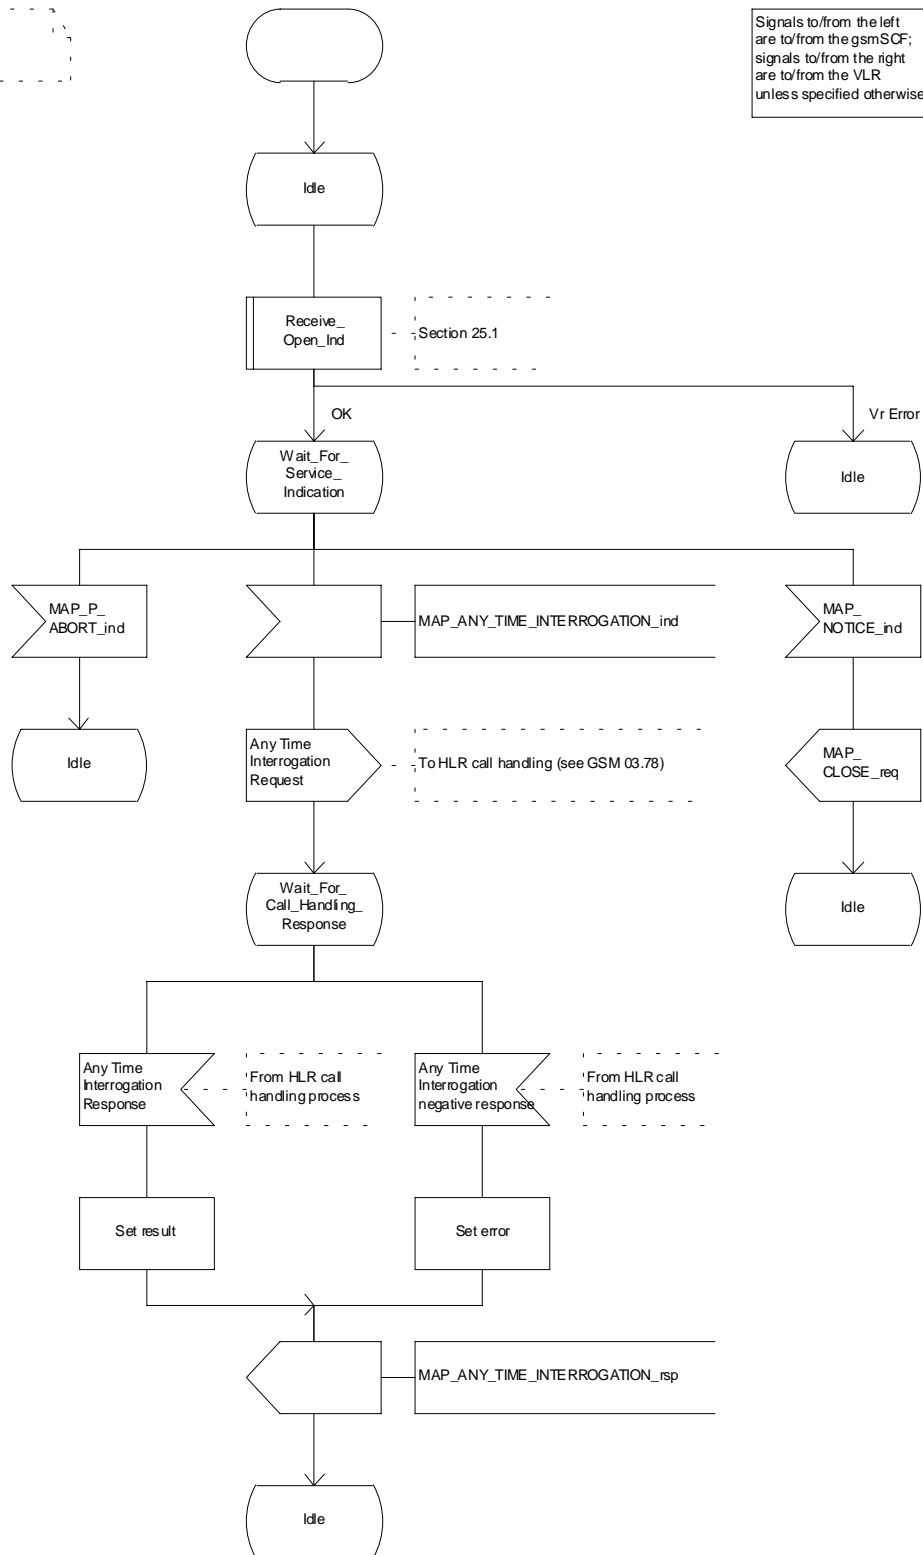 Signals to/from the left
are to/from the gsmSCF;
signals to/from the right
are to/from the VLR
unless specified otherwise
Idle
Receive_
Open_Ind
Section 25.1
OK
Vr Error
Wait_For_
Service_
Indication
Idle
MAP_P_
ABORT_ind
MAP_ANY_TIME_INTERROGATION_ind
MAP_
NOTICE_ind
Idle
Any Time
Interrogation
Request
To HLR call handling (see GSM 03.78)
MAP_
CLOSE_req
Wait_For_
Call_Handling_
Response
Idle
Any Time
Interrogation
Response
From HLR call
handling process
Any Time
Interrogation
negative response
From HLR call
handling process
Set result
Set error
MAP_ANY_TIME_INTERROGATION_rsp
Idle